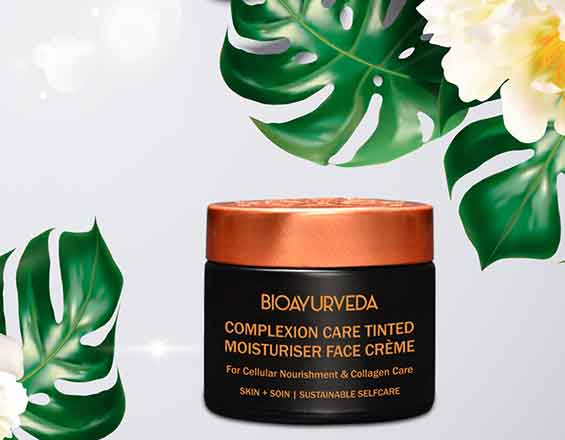 BIOAYURVEDA
COMPLEXION CARE TINTED
MOISTURISER FACE CRÈME
For Cellular Nourishment & Collagen Care
SKIN + SOIN | SUSTAINABLE SELFCARE